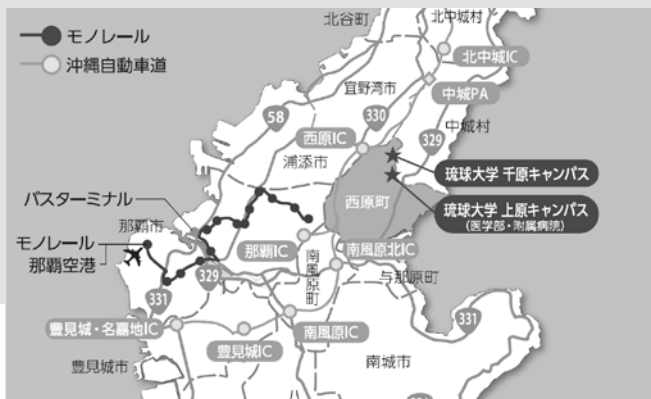 モノレール
沖縄自動車道
北谷町
北中城村
北中城IC
宜野湾市
中城PA
58
330
中城村
西原IC
329
浦添市
琉球大学 千原キャンパス
バスターミナル
西原町
琉球大学 上原キャンパス
(医学部・附属病院)
那覇市
モノレール
那覇空港
那覇IC
南風原北IC
南風原町
329
331
与那原町
豊見城・名嘉地IC
豊見城IC
南風原IC
331
豊見城市
南城市